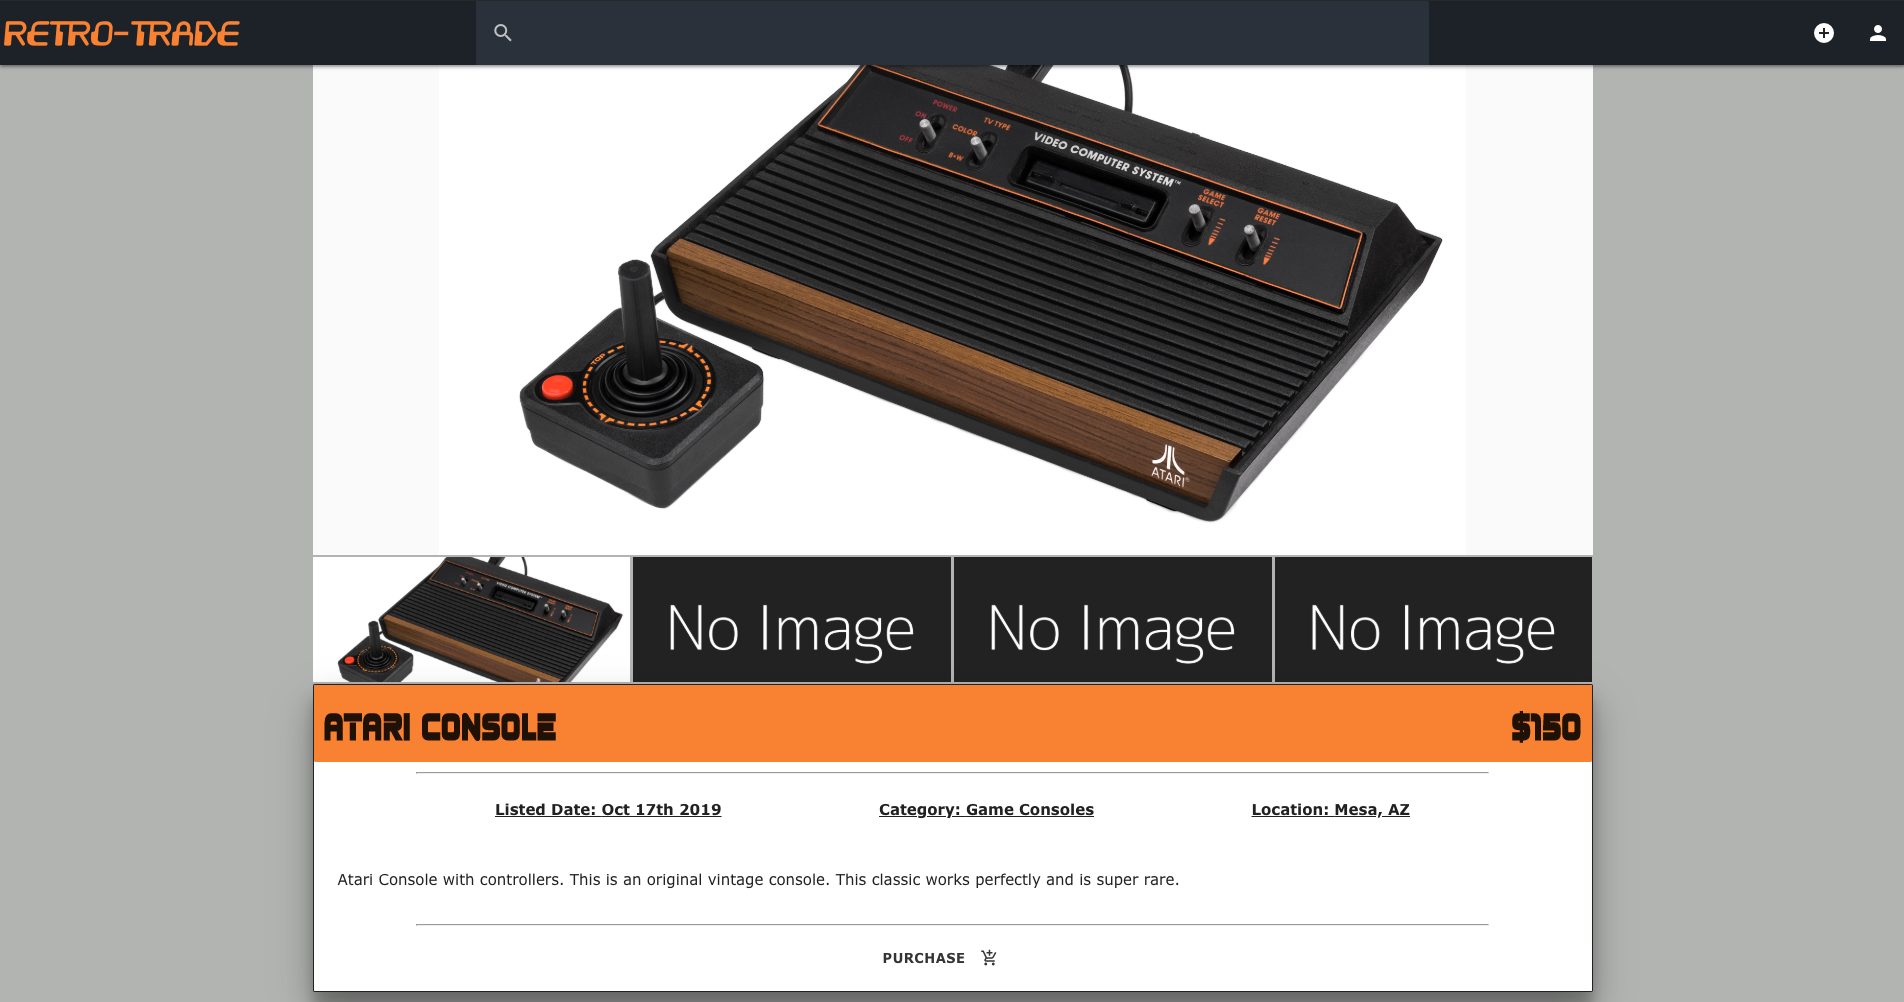 RETRO-TRADE
POWER
ON
OFF
COLOR
B•W
TV TYPE
VIDEO COMPUTER SYSTEM™
GAME
SELECT
GAME
RESET
TOP
ATARI®
No Image
No Image
No Image
ATARI CONSOLE
$150
Listed Date: Oct 17th 2019
Category: Game Consoles
Location: Mesa, AZ
Atari Console with controllers. This is an original vintage console. This classic works perfectly and is super rare.
PURCHASE